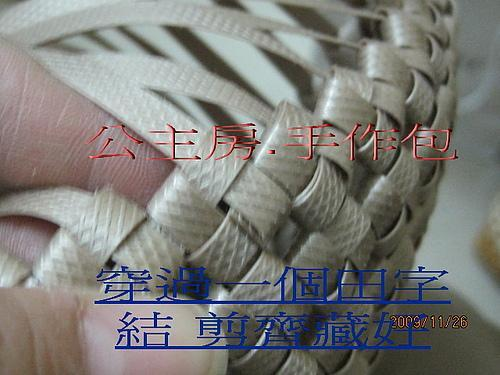 公主房.手作包
穿過一個田字
結 剪齊藏好
2009/11/26